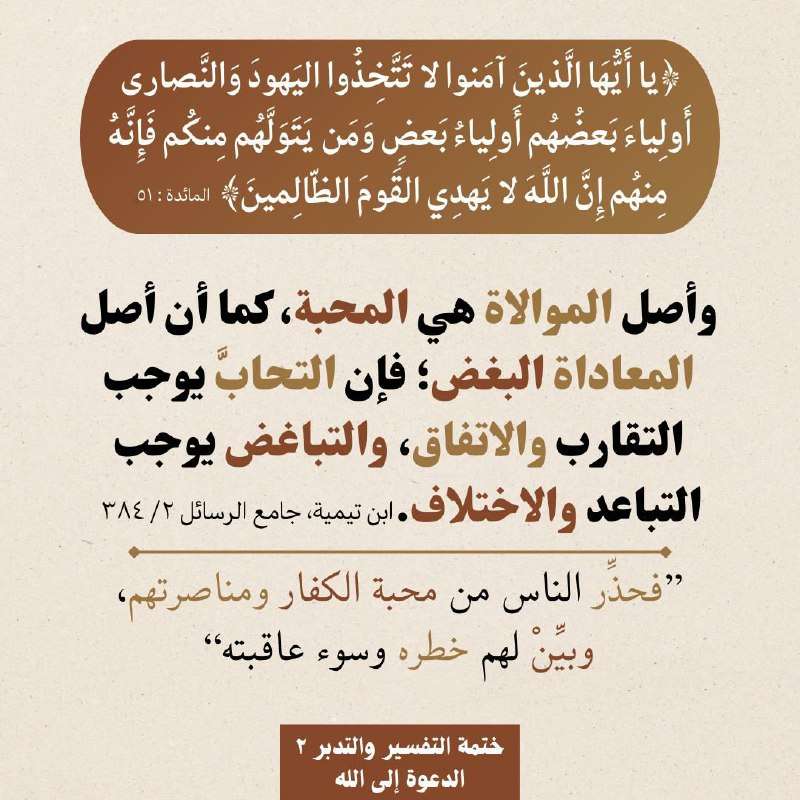 ﴿يا أَيُّهَا الَّذينَ آمَنوا لا تَتَّخِذُوا اليَهودَ وَالنَّصارى
أَولِياءَ بَعضُهُم أَولِياءُ بَعضٍ وَمَن يَتَوَلَّهُم مِنكُم فَإِنَّهُ
مِنهُم إِنَّ اللَّهَ لا يَهدِي القَومَ الظّالِمينَ﴾ المائدة : ٥١
وأصل الموالاة هي المحبة، كما أن أصل
المعاداة البغض؛ فإن التحابَّ يوجب
التقارب والاتفاق، والتباغض يوجب
التباعد والاختلاف. ابن تيمية، جامع الرسائل ٢/ ٣٨٤
”فحذِّر الناس من محبة الكفار ومناصرتهم،
وبيِّنْ لهم خطره وسوء عاقبته“
ختمة التفسير والتدبر ٢
الدعوة إلى الله